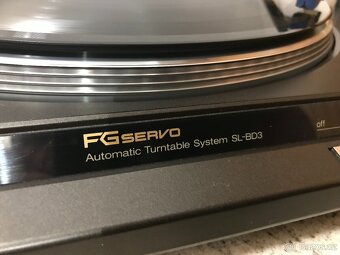 FG SERVO
Automatic Turntable System SL-BD3
off